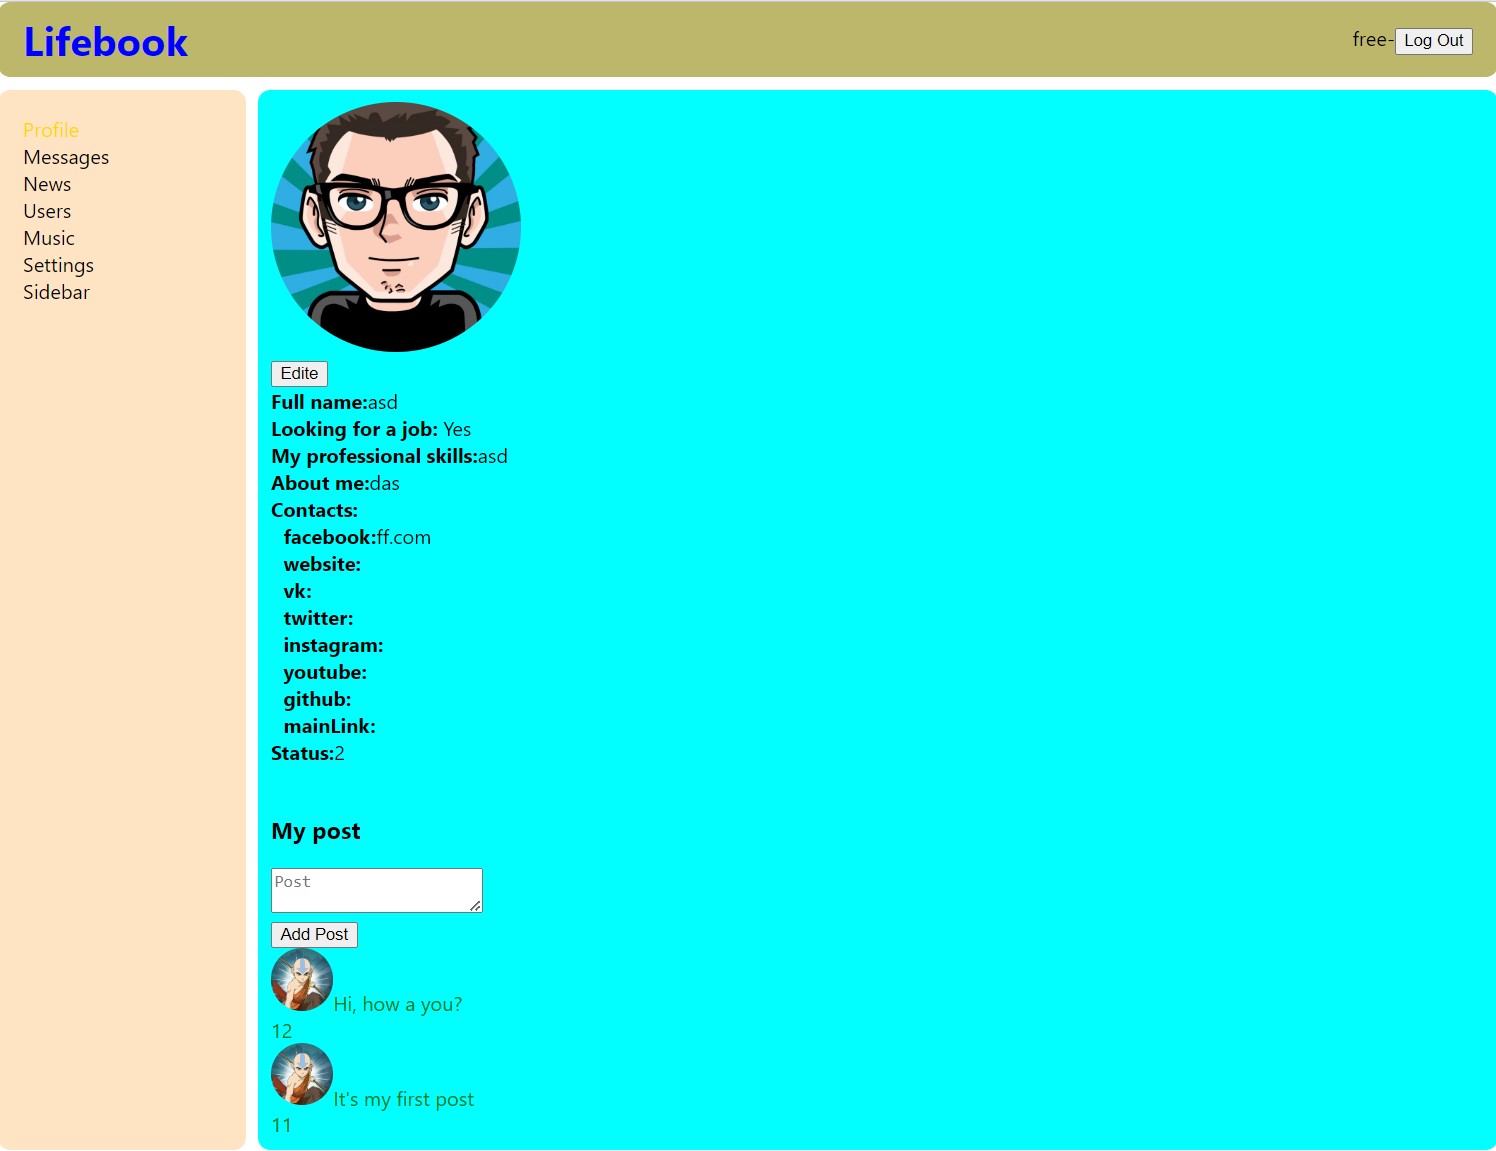 Lifebook
free-Log Out
Profile
Messages
News
Users
Music
Settings
Sidebar
Edite
Full name:asd
Looking for a job: Yes
My professional skills:asd
About me:das
Contacts:
facebook:ff.com
website:
vk:
twitter:
instagram:
youtube:
github:
mainLink:
Status:2
My post
Post
Add Post
Hi, how a you?
12
It's my first post
11